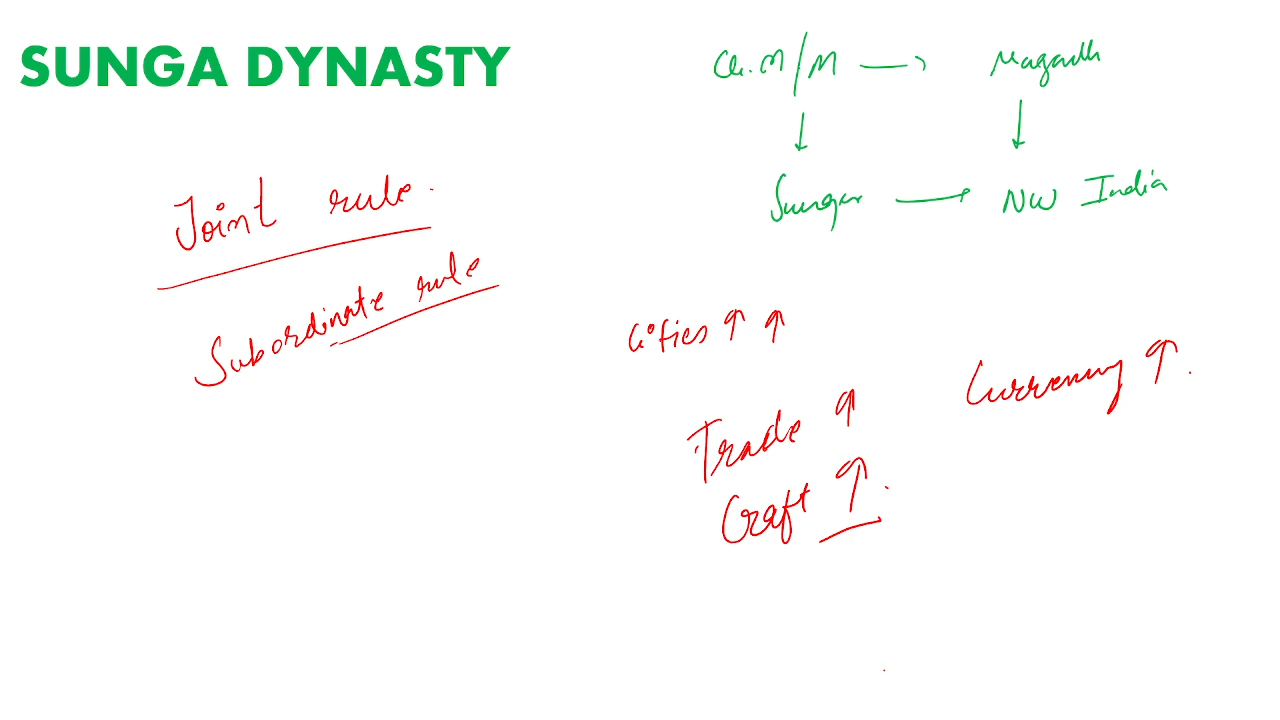 SUNGA DYNASTY
Ch. M/M → Magadh
↓ ↓
Sungas → NW India
Joint rule.
Subordinate rule
Cities ↑ ↑
Currency ↑.
Trade ↑
Craft ↑.